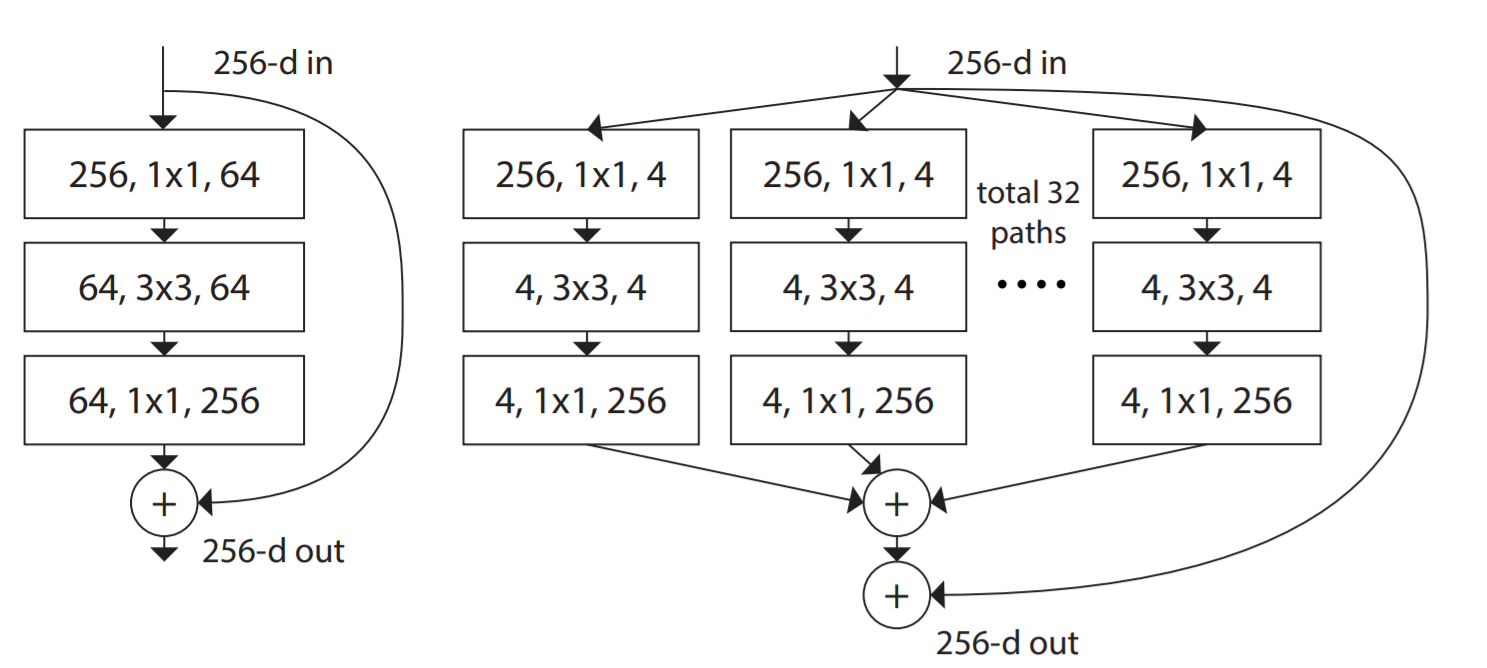 256-d in
256, 1x1, 64
64, 3x3, 64
64, 1x1, 256
+
256-d out
256-d in
256, 1x1, 4
256, 1x1, 4
total 32
paths
256, 1x1, 4
4, 3x3, 4
4, 3x3, 4
....
4, 3x3, 4
4, 1x1, 256
4, 1x1, 256
4, 1x1, 256
+
+
256-d out